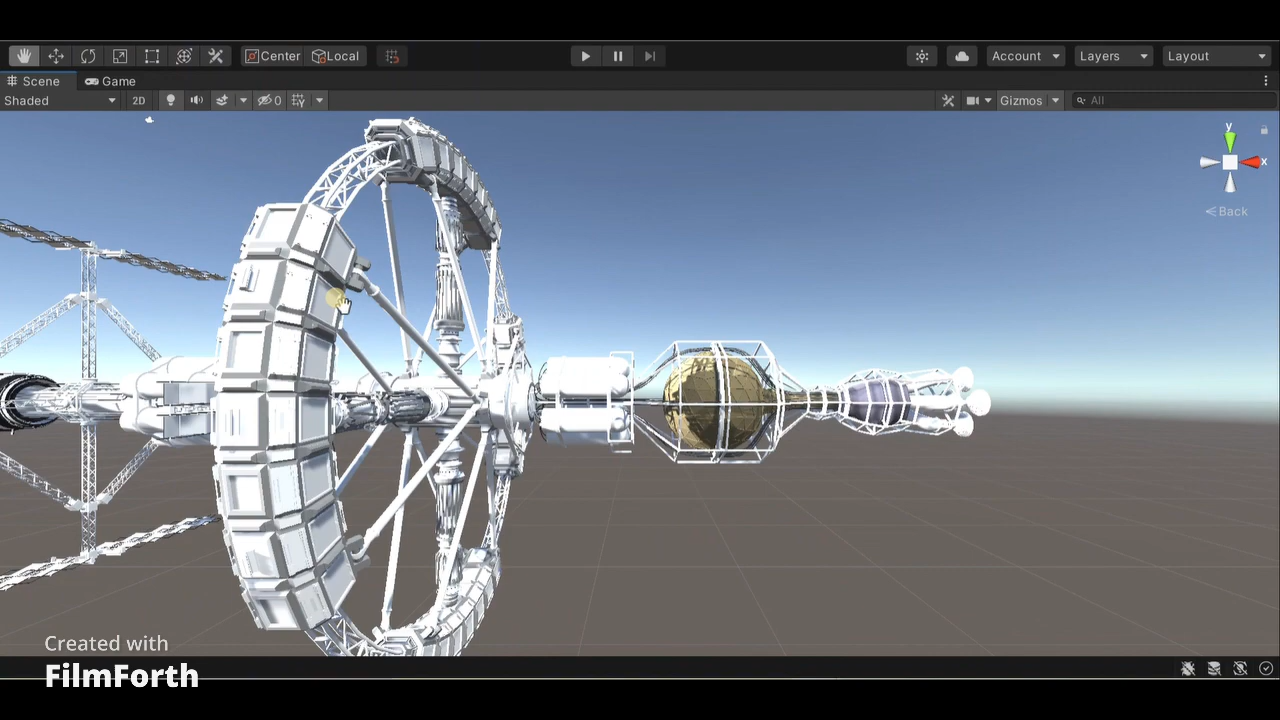 Center Local Account Layers Layout
Scene Game
Shaded 2D 0 Gizmos All
y
x
Back
Created with
FilmForth